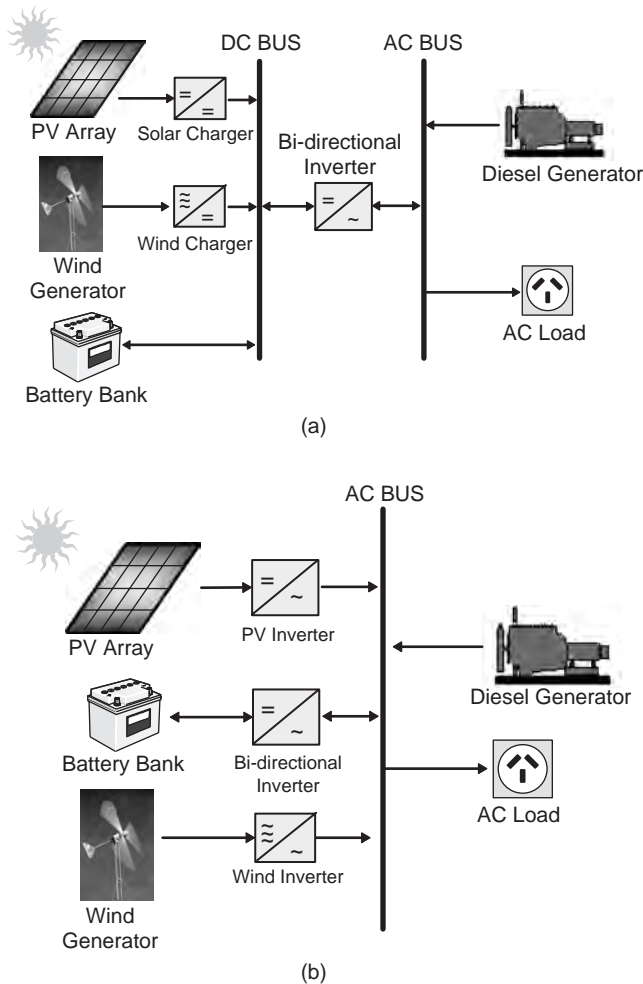 DC BUS
AC BUS
PV Array
Solar Charger
Bi-directional
Inverter
Diesel Generator
Wind Charger
Wind
Generator
AC Load
Battery Bank
(a)
AC BUS
PV Array
PV Inverter
Diesel Generator
Battery Bank
Bi-directional
Inverter
AC Load
Wind Inverter
Wind
Generator
(b)